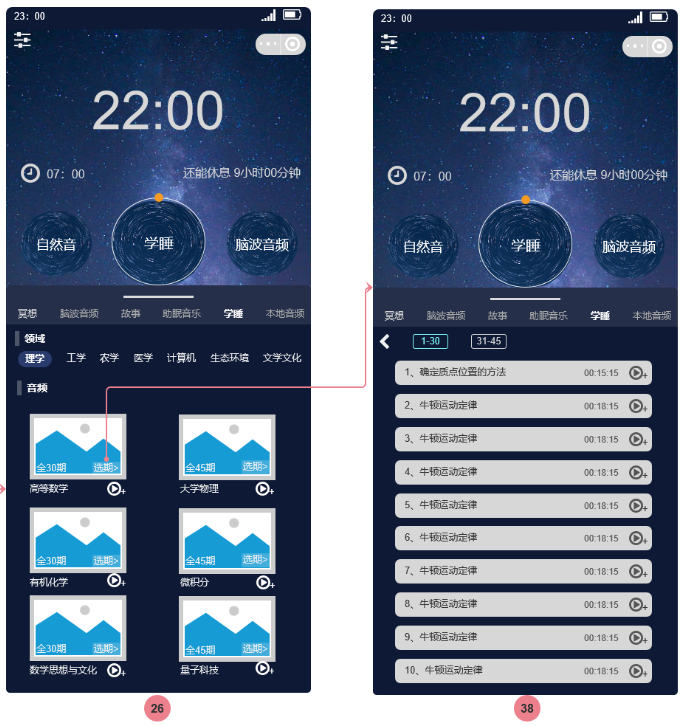 23: 00
22:00
07: 00
还能休息 9小时00分钟
自然音
学睡
脑波音频
冥想 脑波音频 故事 助眠音乐 学睡 本地音频
领域
理学 工学 农学 医学 计算机 生态环境 文学文化
音频
全30期 选期>
高等数学
全45期 选期>
大学物理
全30期 选期>
有机化学
全45期 选期>
微积分
全30期 选期>
数学思想与文化
全45期 选期>
量子科技
26
23: 00
22:00
07: 00
还能休息 9小时00分钟
自然音
学睡
脑波音频
冥想 脑波音频 故事 助眠音乐 学睡 本地音频
1-30 31-45
1、确定质点位置的方法 00:15:15
2、牛顿运动定律 00:18:15
3、牛顿运动定律 00:18:15
4、牛顿运动定律 00:18:15
5、牛顿运动定律 00:18:15
6、牛顿运动定律 00:18:15
7、牛顿运动定律 00:18:15
8、牛顿运动定律 00:18:15
9、牛顿运动定律 00:18:15
10、牛顿运动定律 00:18:15
38